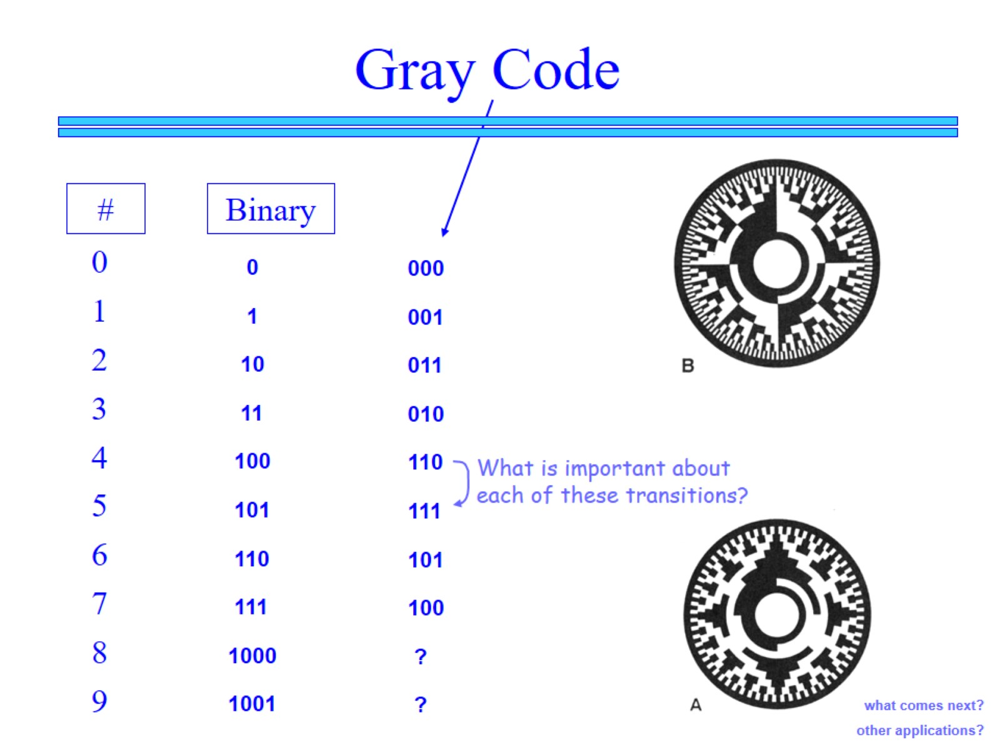 Gray Code
# Binary
0 0 000
1 1 001
2 10 011
3 11 010
4 100 110 What is important about
each of these transitions?
5 101 111
6 110 101
7 111 100
8 1000 ?
9 1001 ?
B
A
what comes next?
other applications?